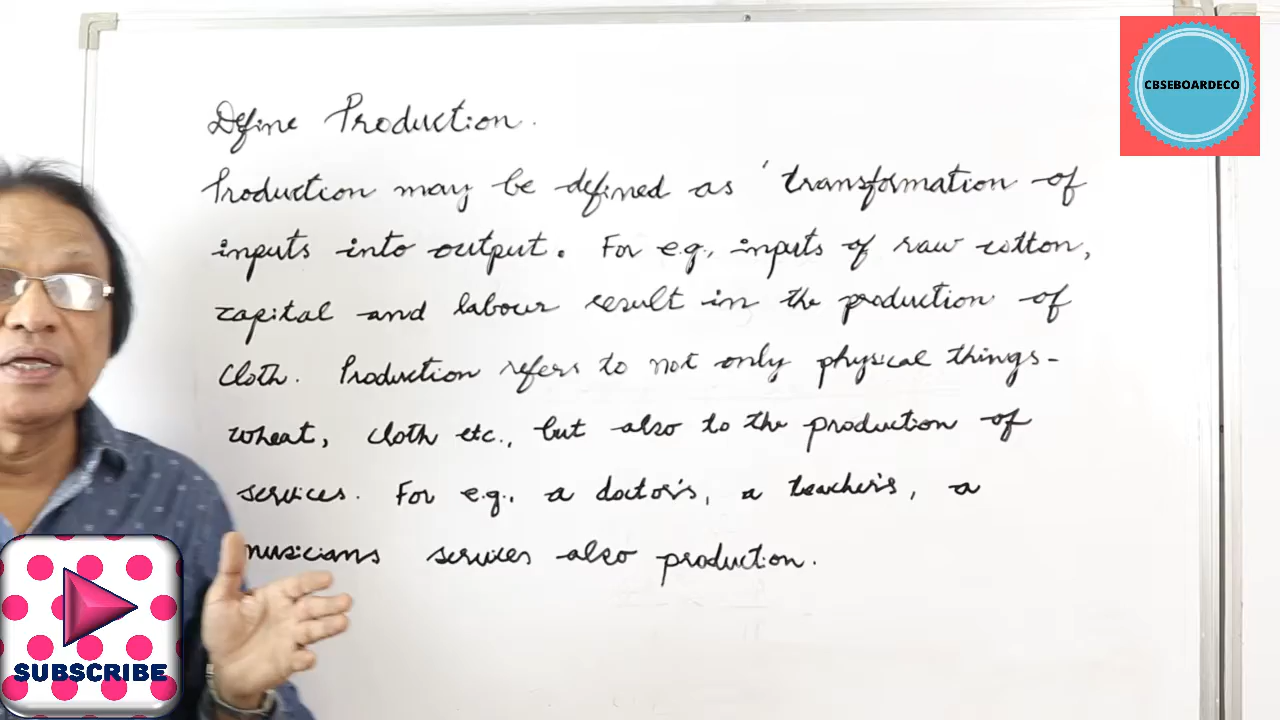 Define Production.
Production may be defined as 'transformation of
inputs into output. For e.g., inputs of raw cotton,
capital and labour result in the production of
cloth. Production refers to not only physical things-
wheat, cloth etc., but also to the production of
services. For e.g., a doctor's, a teacher's, a
musicians services also production.
CBSEBOARDECO
SUBSCRIBE